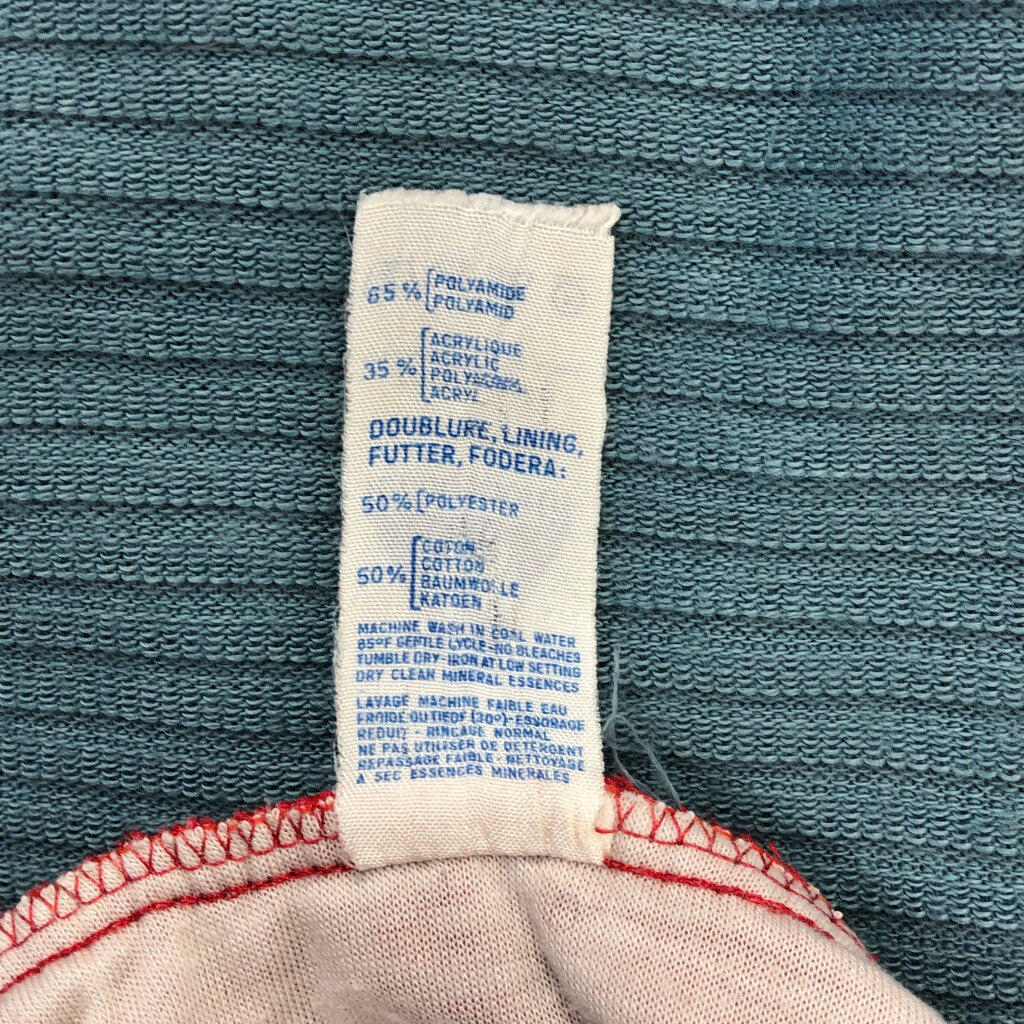 65% POLYAMIDE
POLYAMID
35% ACRYLIQUE
ACRYLIC
ACRYL
DOUBLURE, LINING,
FUTTER, FODERA:
50% POLYESTER
50% COTON
COTTON
BAUMWOLLE
KATOEN
MACHINE WASH IN COOL WATER
85°F GENTLE CYCLE-NO BLEACHES
TUMBLE DRY-IRON AT LOW SETTING
DRY CLEAN MINERAL ESSENCES
LAVAGE MACHINE FAIBLE EAU
FROIDE OU TIEDE (30°)-ESSORAGE
REDUIT - RINCAGE NORMAL
NE PAS UTILISER DE DETERGENT
REPASSAGE FAIBLE - NETTOYAGE
A SEC ESSENCES MINERALES